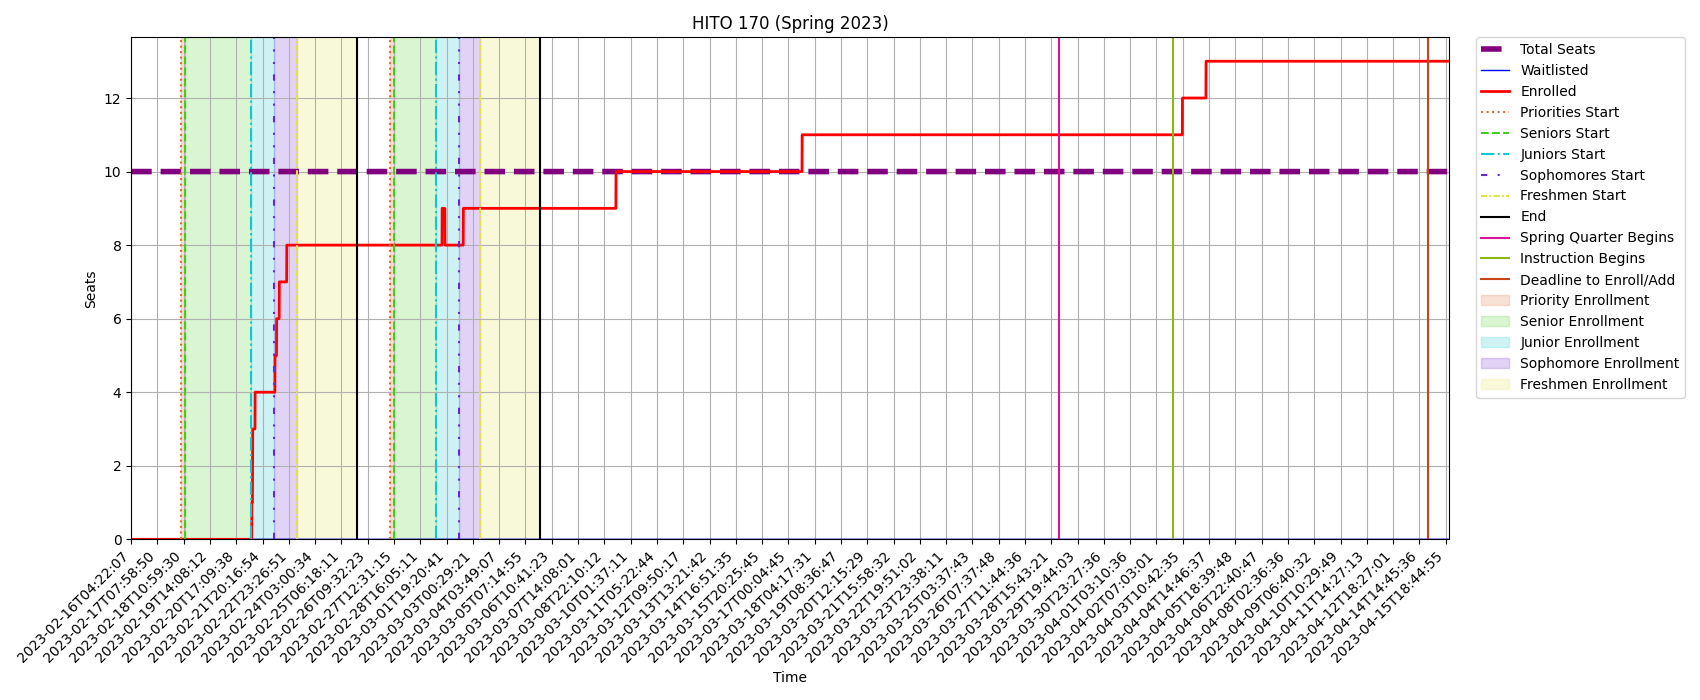 HITO 170 (Spring 2023)
Seats
12
10
8
6
4
2
0
2023-02-16T04:22:07
2023-02-17T07:58:50
2023-02-18T10:59:30
2023-02-19T14:08:12
2023-02-20T17:09:38
2023-02-21T20:16:54
2023-02-22T23:26:51
2023-02-24T03:00:34
2023-02-25T06:18:11
2023-02-26T09:32:23
2023-02-27T12:31:15
2023-02-28T16:05:11
2023-03-01T19:20:41
2023-03-03T00:29:21
2023-03-04T03:49:07
2023-03-05T07:14:55
2023-03-06T10:41:23
2023-03-07T14:08:01
2023-03-08T22:10:12
2023-03-10T01:37:11
2023-03-11T05:22:44
2023-03-12T09:50:17
2023-03-13T13:21:42
2023-03-14T16:51:35
2023-03-15T20:25:45
2023-03-17T00:04:45
2023-03-18T04:17:31
2023-03-19T08:36:47
2023-03-20T12:15:29
2023-03-21T15:58:32
2023-03-22T19:51:02
2023-03-23T23:38:11
2023-03-25T03:37:43
2023-03-26T07:37:48
2023-03-27T11:44:36
2023-03-28T15:43:21
2023-03-29T19:44:03
2023-03-30T23:27:36
2023-04-01T03:10:36
2023-04-02T07:03:01
2023-04-03T10:42:35
2023-04-04T14:46:37
2023-04-05T18:39:48
2023-04-06T22:40:47
2023-04-08T02:36:36
2023-04-09T06:40:32
2023-04-10T10:29:49
2023-04-11T14:27:13
2023-04-12T18:27:01
2023-04-14T14:45:36
2023-04-15T18:44:55
Time
Total Seats
Waitlisted
Enrolled
Priorities Start
Seniors Start
Juniors Start
Sophomores Start
Freshmen Start
End
Spring Quarter Begins
Instruction Begins
Deadline to Enroll/Add
Priority Enrollment
Senior Enrollment
Junior Enrollment
Sophomore Enrollment
Freshmen Enrollment